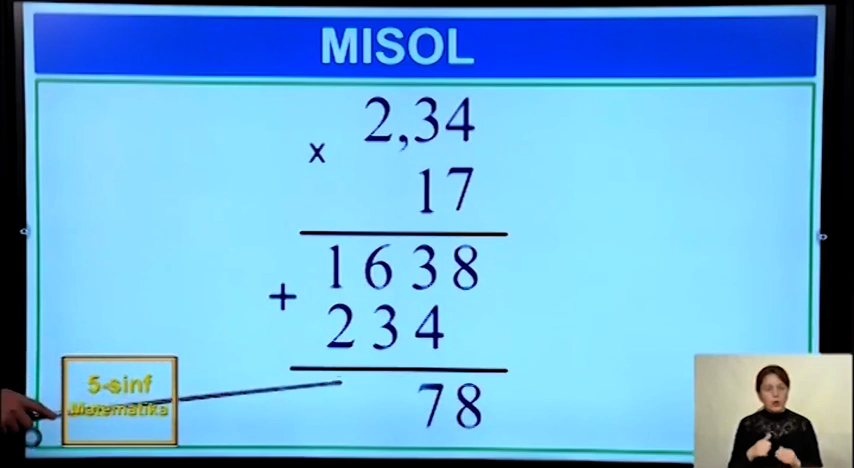 MISOL
2,34
x
17
1638
+
234
78
5-sinf
Matematika